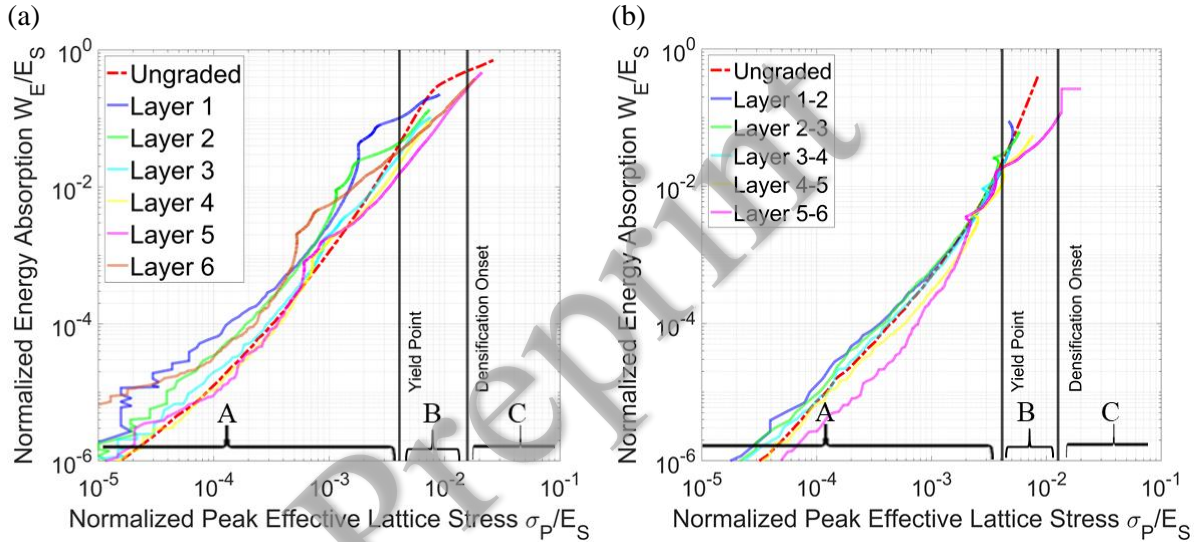 (a)
Normalized Energy Absorption W_E/E_S
10^0
10^-2
10^-4
10^-6
Ungraded
Layer 1
Layer 2
Layer 3
Layer 4
Layer 5
Layer 6
Yield Point
Densification Onset
A
B
C
10^-5
10^-4
10^-3
10^-2
10^-1
Normalized Peak Effective Lattice Stress σ_P/E_S
(b)
Normalized Energy Absorption W_E/E_S
10^0
10^-2
10^-4
10^-6
Ungraded
Layer 1-2
Layer 2-3
Layer 3-4
Layer 4-5
Layer 5-6
Yield Point
Densification Onset
A
B
C
10^-5
10^-4
10^-3
10^-2
10^-1
Normalized Peak Effective Lattice Stress σ_P/E_S
Preprint